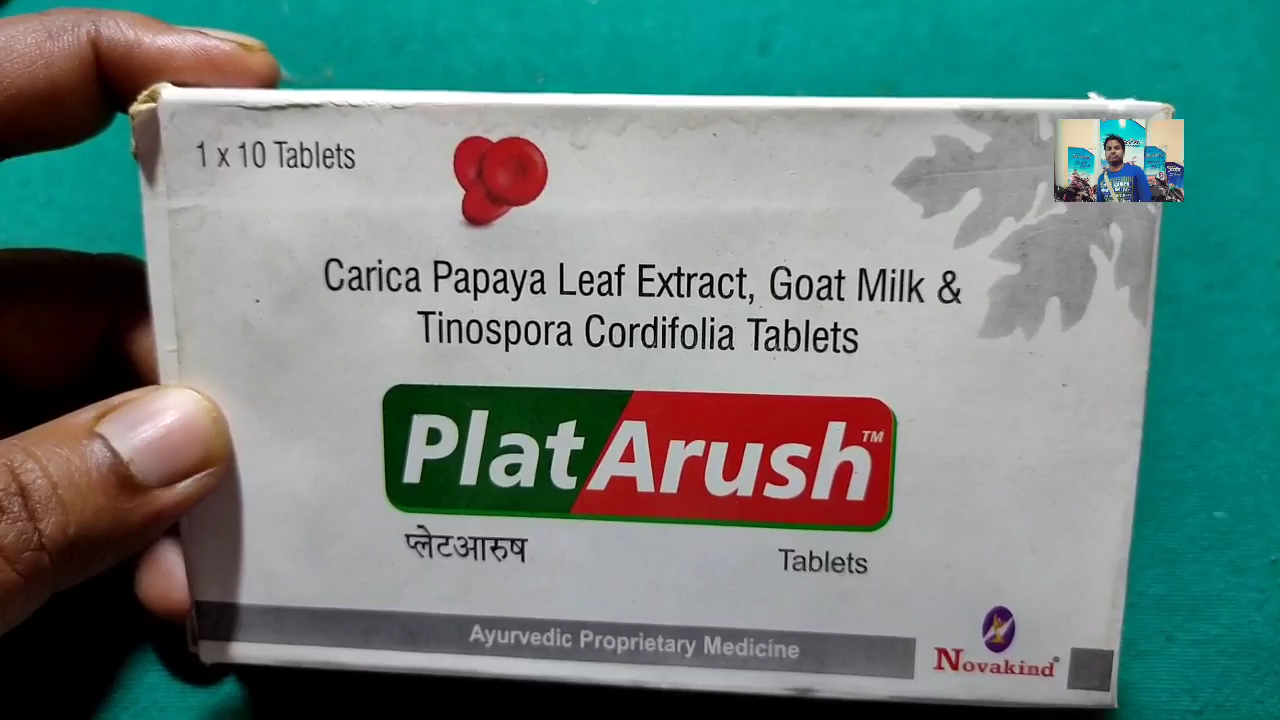 1 x 10 Tablets
Carica Papaya Leaf Extract, Goat Milk &
Tinospora Cordifolia Tablets
PlatArush™
प्लेटआरुष
Tablets
Ayurvedic Proprietary Medicine
Novakind®